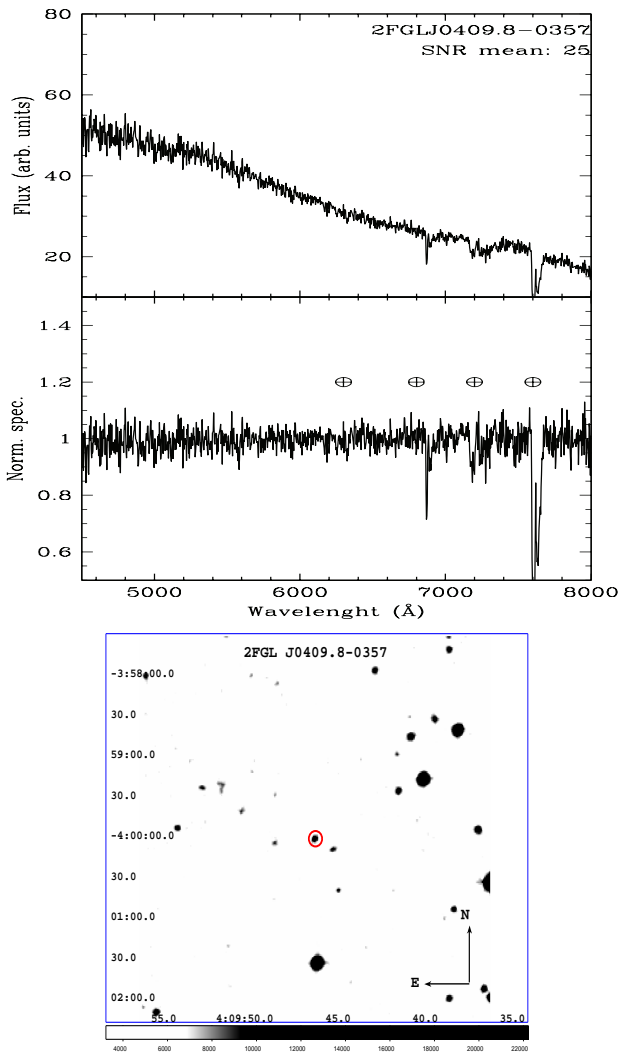 80
2FGLJ0409.8-0357
SNR mean: 25
60
40
20
Flux (arb. units)
1.4
1.2
1
0.8
0.6
Norm. spec.
5000 6000 7000 8000
Wavelenght (Å)
2FGL J0409.8-0357
-3:58:00.0
30.0
59:00.0
30.0
-4:00:00.0
30.0
01:00.0
N
30.0
E
02:00.0
55.0 4:09:50.0 45.0 40.0 35.0
4000 6000 8000 10000 12000 14000 16000 18000 20000 22000